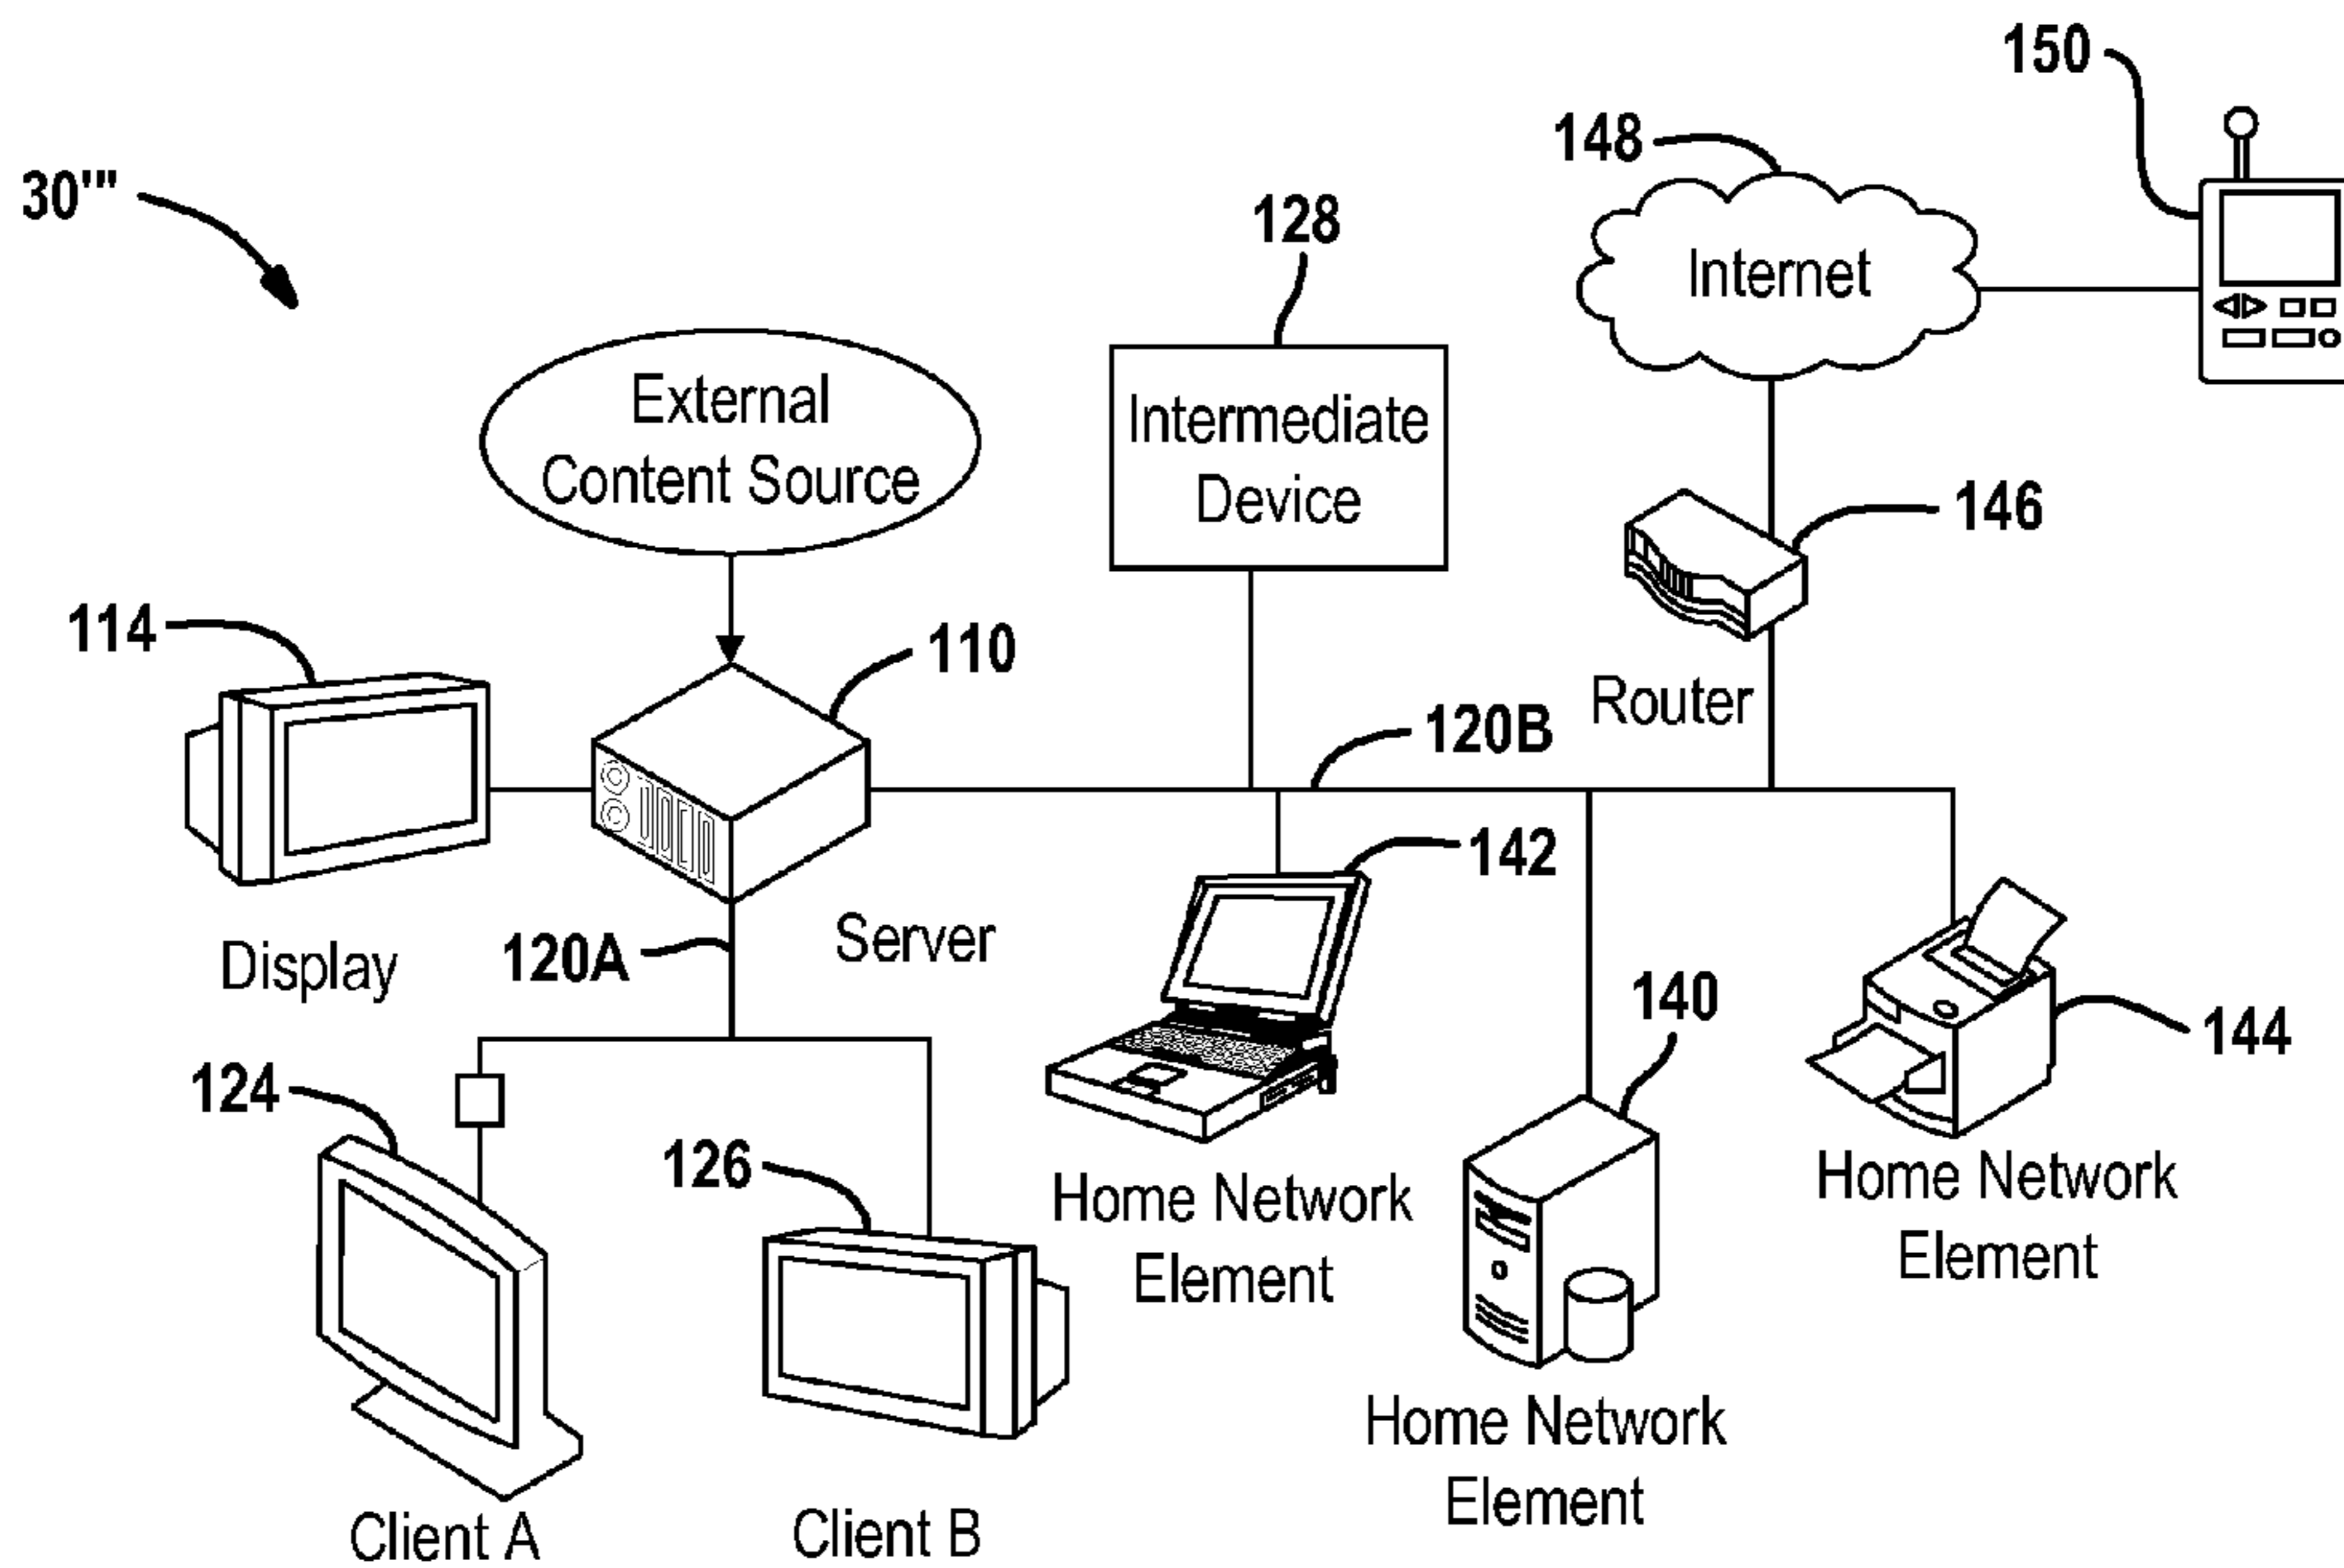 150
148
30'''
128
Internet
External
Content Source
Intermediate
Device
146
114
110
Router
120B
142
Server
120A
Display
140
144
124
126
Home Network
Element
Home Network
Element
Home Network
Element
Client A
Client B